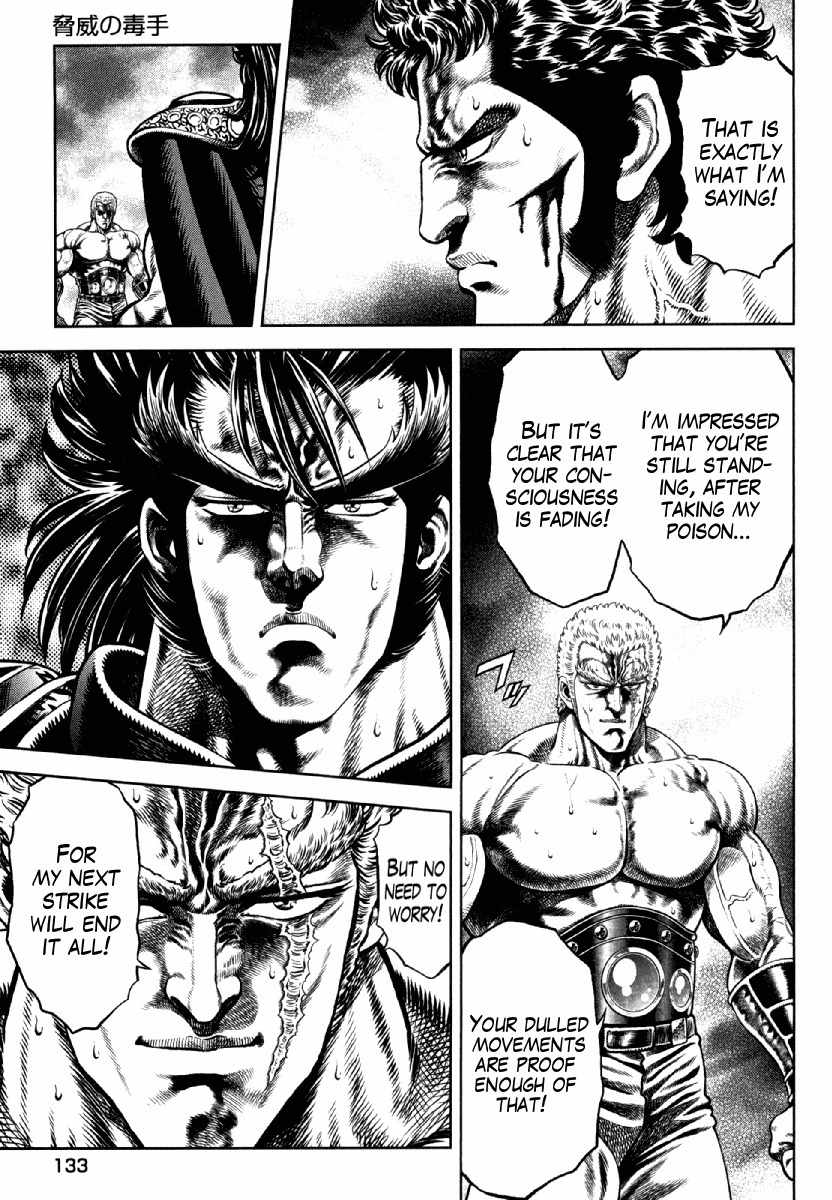 脅威の毒手
THAT IS
EXACTLY
WHAT I'M
SAYING!
I'M IMPRESSED
THAT YOU'RE
STILL STAND-
ING, AFTER
TAKING MY
POISON...
BUT IT'S
CLEAR THAT
YOUR CON-
SCIOUSNESS
IS FADING!
フッ
YOUR DULLED
MOVEMENTS
ARE PROOF
ENOUGH OF
THAT!
BUT NO
NEED TO
WORRY!
FOR
MY NEXT
STRIKE
WILL END
IT ALL!
133